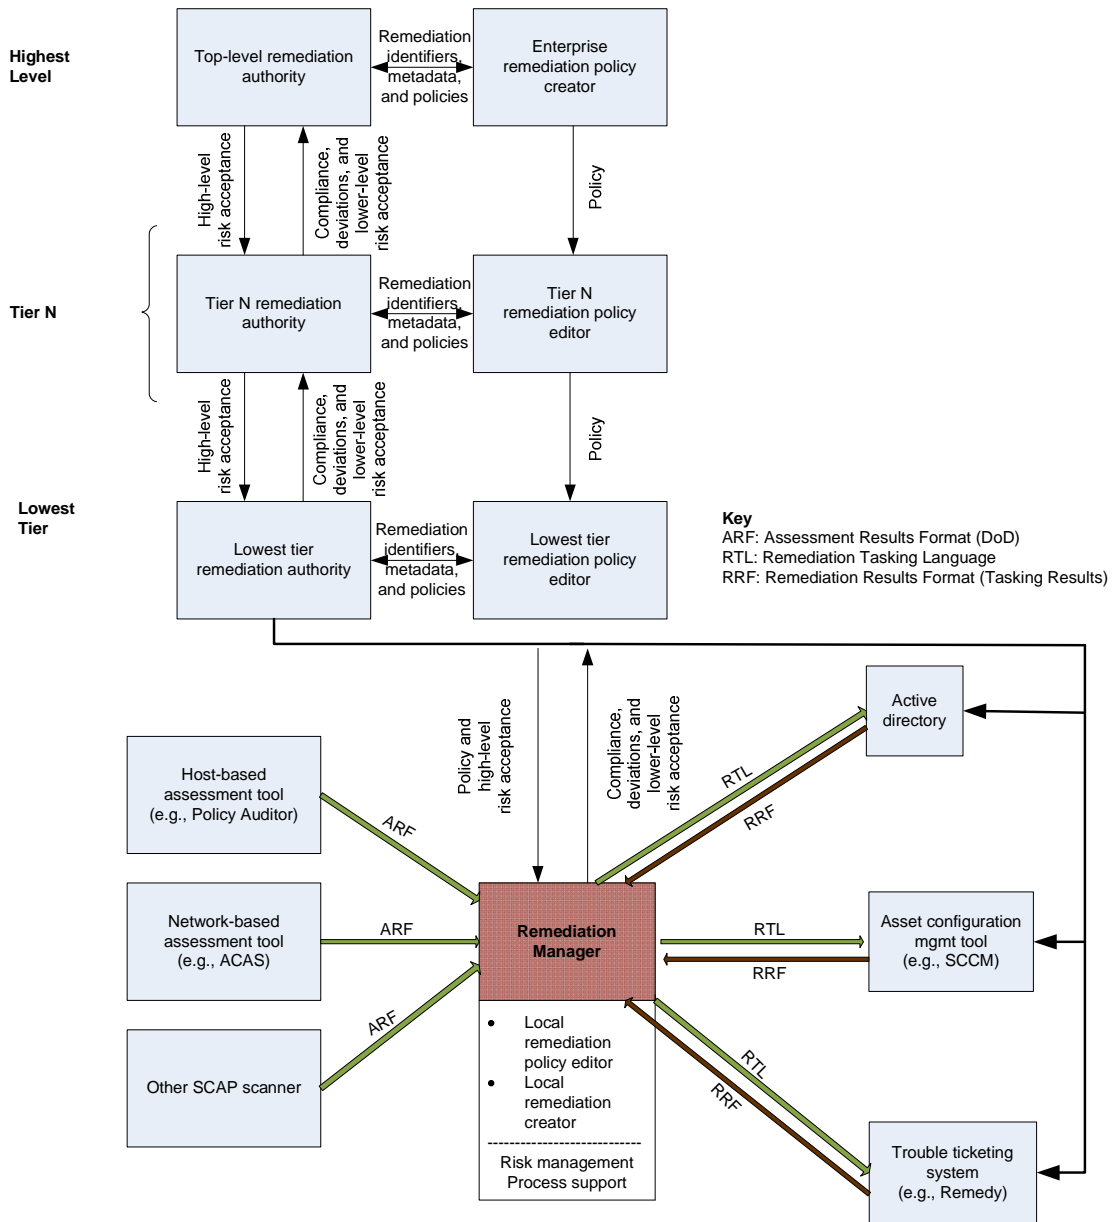 Highest
Level
Top-level remediation
authority
Remediation
identifiers,
metadata,
and policies
Enterprise
remediation policy
creator
High-level
risk acceptance
Compliance,
deviations, and
lower-level
risk acceptance
Policy
Tier N
Tier N remediation
authority
Remediation
identifiers,
metadata,
and policies
Tier N
remediation policy
editor
High-level
risk acceptance
Compliance,
deviations, and
lower-level
risk acceptance
Policy
Lowest
Tier
Lowest tier
remediation authority
Remediation
identifiers,
metadata,
and policies
Lowest tier
remediation policy
editor
Key
ARF: Assessment Results Format (DoD)
RTL: Remediation Tasking Language
RRF: Remediation Results Format (Tasking Results)
Policy and
high-level
risk acceptance
Compliance,
deviations, and
lower-level
risk acceptance
Active
directory
RTL
RRF
Host-based
assessment tool
(e.g., Policy Auditor)
ARF
Network-based
assessment tool
(e.g., ACAS)
ARF
Remediation
Manager
RTL
RRF
Asset configuration
mgmt tool
(e.g., SCCM)
Other SCAP scanner
ARF
• Local
remediation
policy editor
• Local
remediation
creator
-----------------------
Risk management
Process support
RTL
RRF
Trouble ticketing
system
(e.g., Remedy)